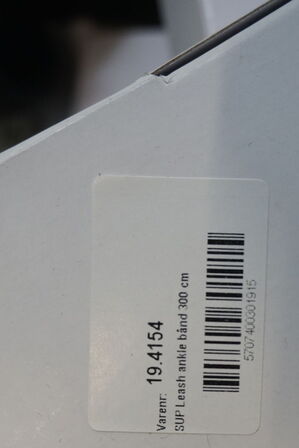 Varenr: 19.4154
SUP Leash ankle bånd 300 cm
5707400301915